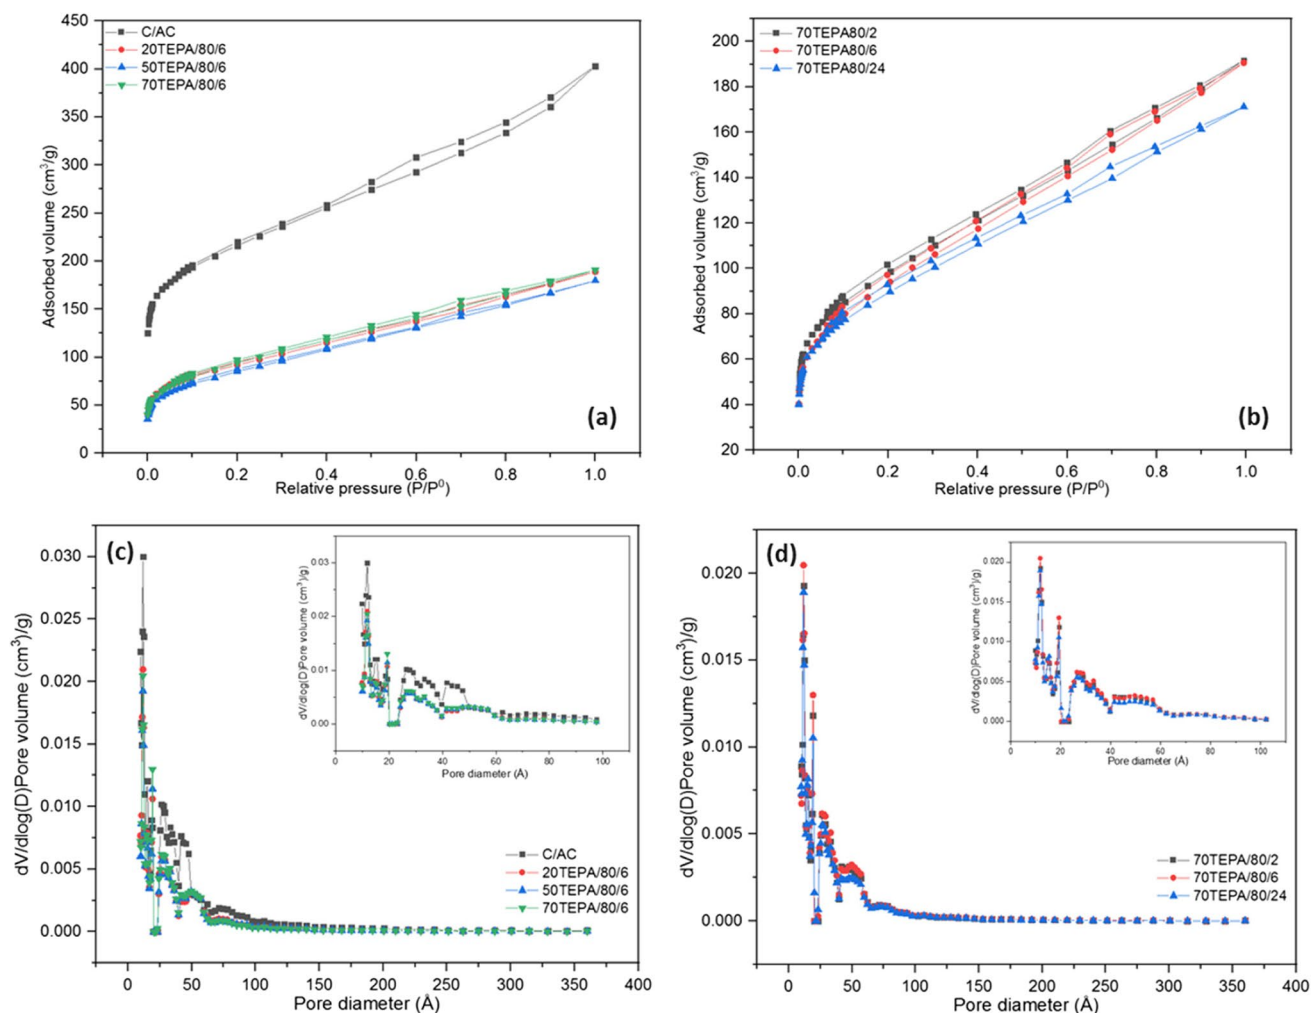 450
400
350
300
250
200
150
100
50
0
Adsorbed volume (cm³/g)
C/AC
20TEPA/80/6
50TEPA/80/6
70TEPA/80/6
(a)
0.0 0.2 0.4 0.6 0.8 1.0
Relative pressure (P/P⁰)
200
180
160
140
120
100
80
60
40
20
Adsorbed volume (cm³/g)
70TEPA80/2
70TEPA80/6
70TEPA80/24
(b)
0.0 0.2 0.4 0.6 0.8 1.0
Relative pressure (P/P⁰)
(c)
0.030
0.025
0.020
0.015
0.010
0.005
0.000
dV/dlog(D)Pore volume (cm³)/g)
0.03
0.02
0.01
0.00
dV/dlog(D)Pore volume (cm³)/g)
0 20 40 60 80 100
Pore diameter (Å)
C/AC
20TEPA/80/6
50TEPA/80/6
70TEPA/80/6
0 50 100 150 200 250 300 350 400
Pore diameter (Å)
(d)
0.020
0.015
0.010
0.005
0.000
dV/dlog(D)Pore volume (cm³)/g)
0.020
0.015
0.010
0.005
0.000
dV/dlog(D)Pore volume (cm³)/g)
0 20 40 60 80 100
Pore diameter (Å)
70TEPA/80/2
70TEPA/80/6
70TEPA/80/24
0 50 100 150 200 250 300 350 400
Pore diameter (Å)